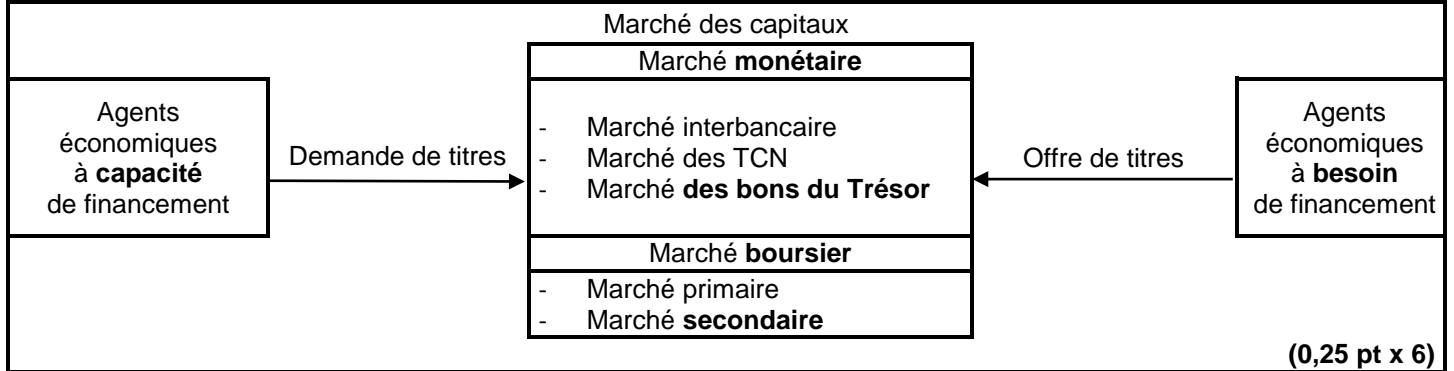 Marché des capitaux
Marché monétaire
Agents
économiques
à capacité
de financement
Demande de titres
- Marché interbancaire
- Marché des TCN
- Marché des bons du Trésor
Offre de titres
Agents
économiques
à besoin
de financement
Marché boursier
- Marché primaire
- Marché secondaire
(0,25 pt x 6)